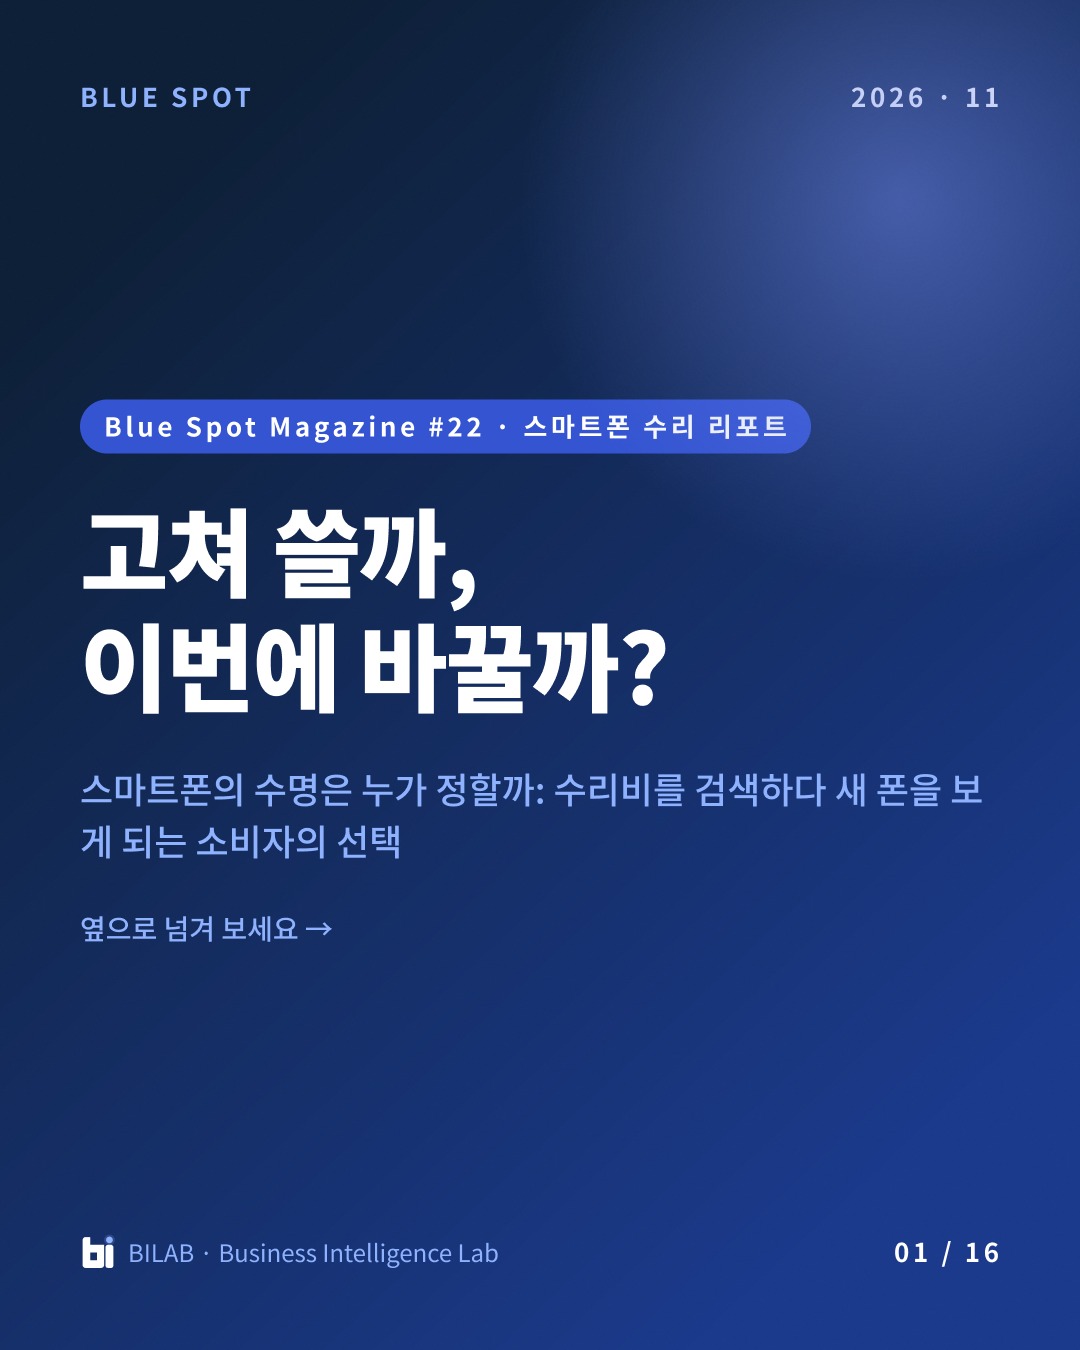 BLUE SPOT
2026 · 11
Blue Spot Magazine #22 · 스마트폰 수리 리포트
고쳐 쓸까,
이번에 바꿀까?
스마트폰의 수명은 누가 정할까: 수리비를 검색하다 새 폰을 보
게 되는 소비자의 선택
옆으로 넘겨 보세요 →
bi BILAB · Business Intelligence Lab
01 / 16